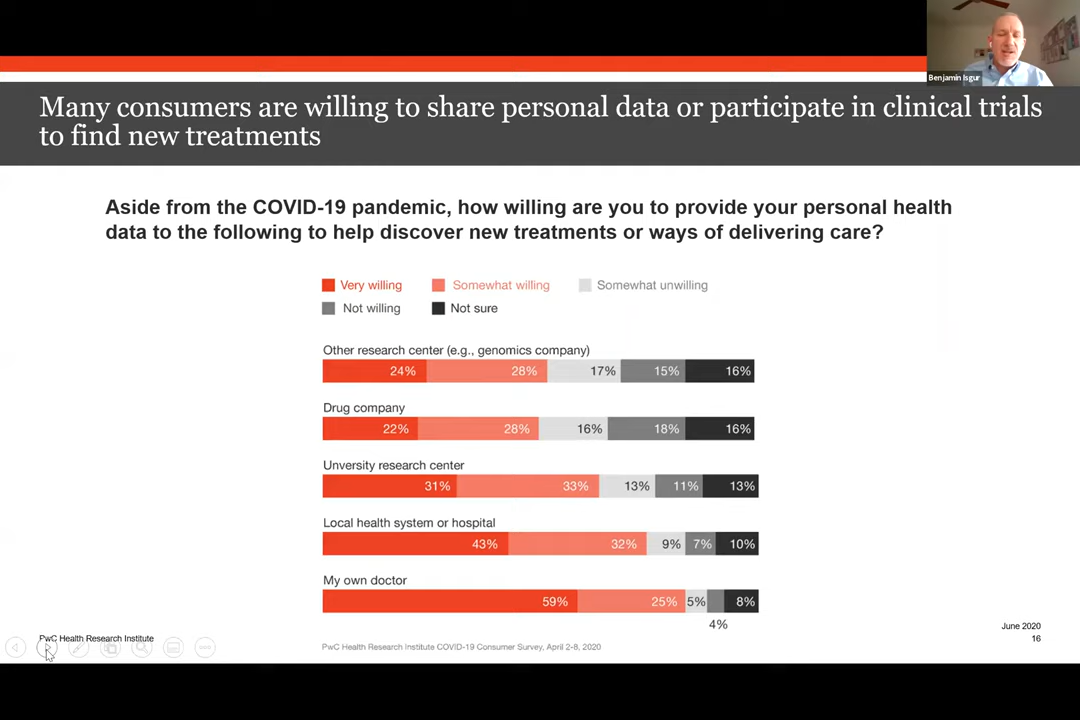 Benjamin Isgur
Many consumers are willing to share personal data or participate in clinical trials
to find new treatments
Aside from the COVID-19 pandemic, how willing are you to provide your personal health
data to the following to help discover new treatments or ways of delivering care?
Very willing Somewhat willing Somewhat unwilling
Not willing Not sure
Other research center (e.g., genomics company)
24% 28% 17% 15% 16%
Drug company
22% 28% 16% 18% 16%
Unversity research center
31% 33% 13% 11% 13%
Local health system or hospital
43% 32% 9% 7% 10%
My own doctor
59% 25% 5% 8%
4%
June 2020
PwC Health Research Institute
16
PwC Health Research Institute COVID-19 Consumer Survey, April 2-8, 2020